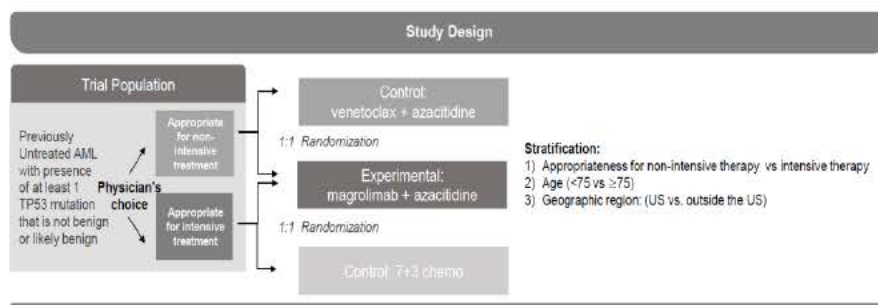 Study Design
Trial Population
Previously
Untreated AML
with presence
of at least 1
TP53 mutation
that is not benign
or likely benign
Physician's
choice
Appropriate
for non-
intensive
treatment
Appropriate
for intensive
treatment
Control:
venetoclax + azacitidine
1:1 Randomization
Experimental:
magrolimab + azacitidine
1:1 Randomization
Control: 7+3 chemo
Stratification:
1) Appropriateness for non-intensive therapy vs intensive therapy
2) Age (<75 vs ≥75)
3) Geographic region: (US vs. outside the US)